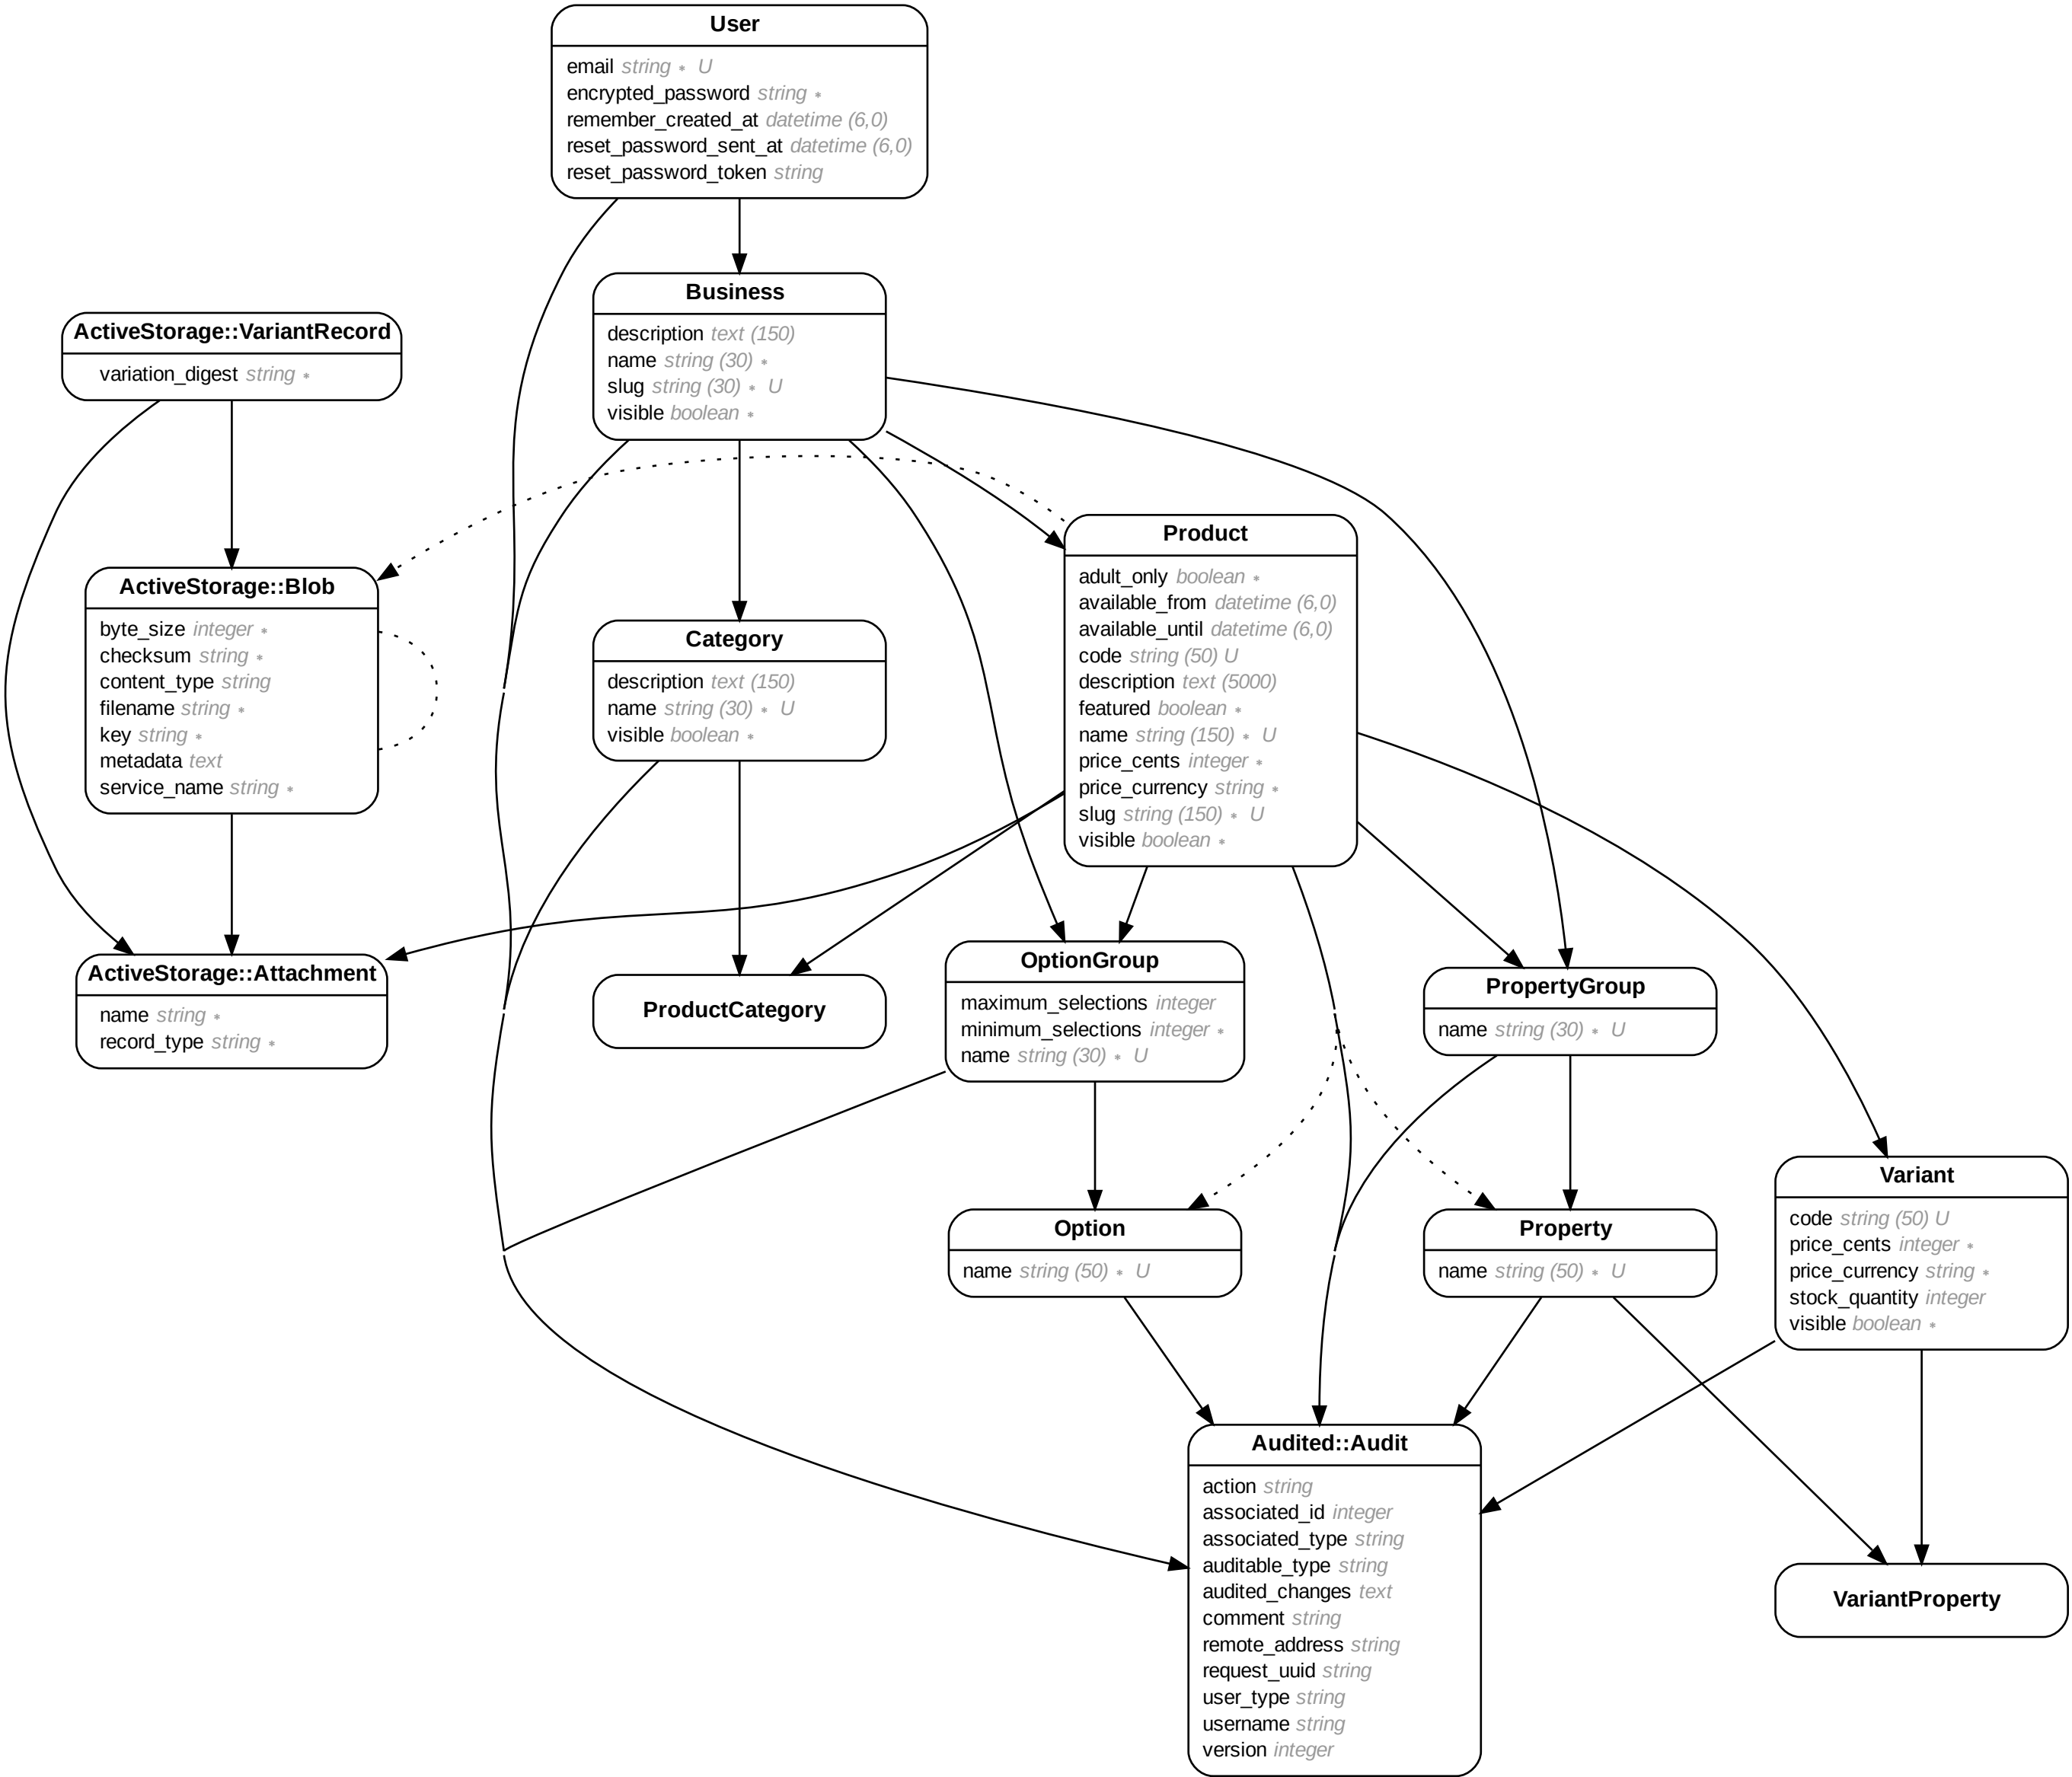 User
email string * U
encrypted_password string *
remember_created_at datetime (6,0)
reset_password_sent_at datetime (6,0)
reset_password_token string
Business
description text (150)
name string (30) *
slug string (30) * U
visible boolean *
ActiveStorage::VariantRecord
variation_digest string *
Product
adult_only boolean *
available_from datetime (6,0)
available_until datetime (6,0)
code string (50) U
description text (5000)
featured boolean *
name string (150) * U
price_cents integer *
price_currency string *
slug string (150) * U
visible boolean *
ActiveStorage::Blob
byte_size integer *
checksum string *
content_type string
filename string *
key string *
metadata text
service_name string *
Category
description text (150)
name string (30) * U
visible boolean *
ActiveStorage::Attachment
name string *
record_type string *
ProductCategory
OptionGroup
maximum_selections integer
minimum_selections integer *
name string (30) * U
PropertyGroup
name string (30) * U
Variant
code string (50) U
price_cents integer *
price_currency string *
stock_quantity integer
visible boolean *
Option
name string (50) * U
Property
name string (50) * U
Audited::Audit
action string
associated_id integer
associated_type string
auditable_type string
audited_changes text
comment string
remote_address string
request_uuid string
user_type string
username string
version integer
VariantProperty